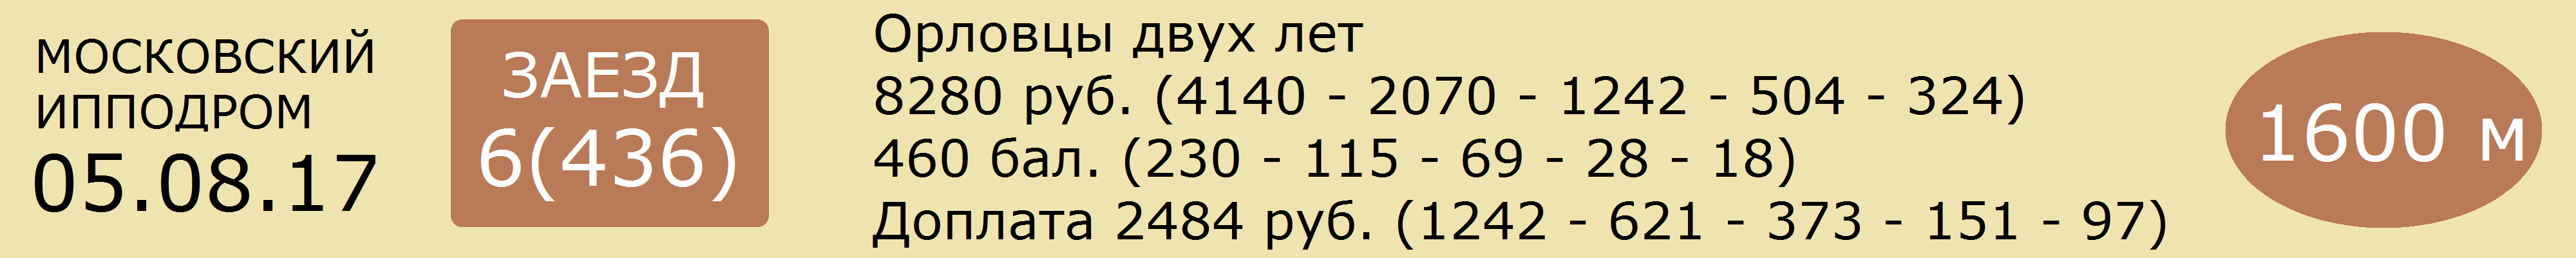 МОСКОВСКИЙ
ИППОДРОМ
05.08.17
ЗАЕЗД
6(436)
Орловцы двух лет
8280 руб. (4140 - 2070 - 1242 - 504 - 324)
460 бал. (230 - 115 - 69 - 28 - 18)
Доплата 2484 руб. (1242 - 621 - 373 - 151 - 97)
1600 м